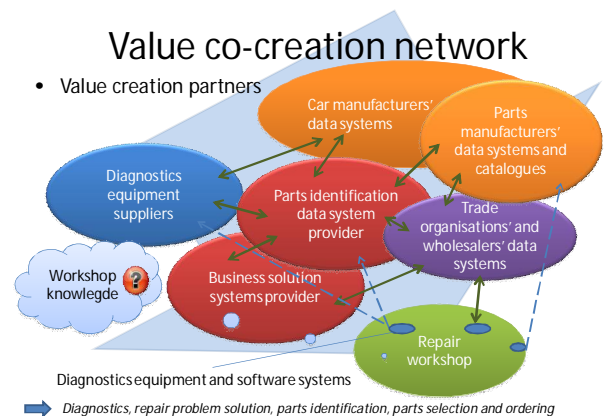 Value co-creation network
• Value creation partners
Car manufacturers'
data systems
Parts
manufacturers'
data systems and
catalogues
Diagnostics
equipment
suppliers
Parts identification
data system
provider
Trade
organisations' and
wholesalers' data
systems
Workshop
knowlegde
?
Business solution
systems provider
Repair
workshop
Diagnostics equipment and software systems
Diagnostics, repair problem solution, parts identification, parts selection and ordering